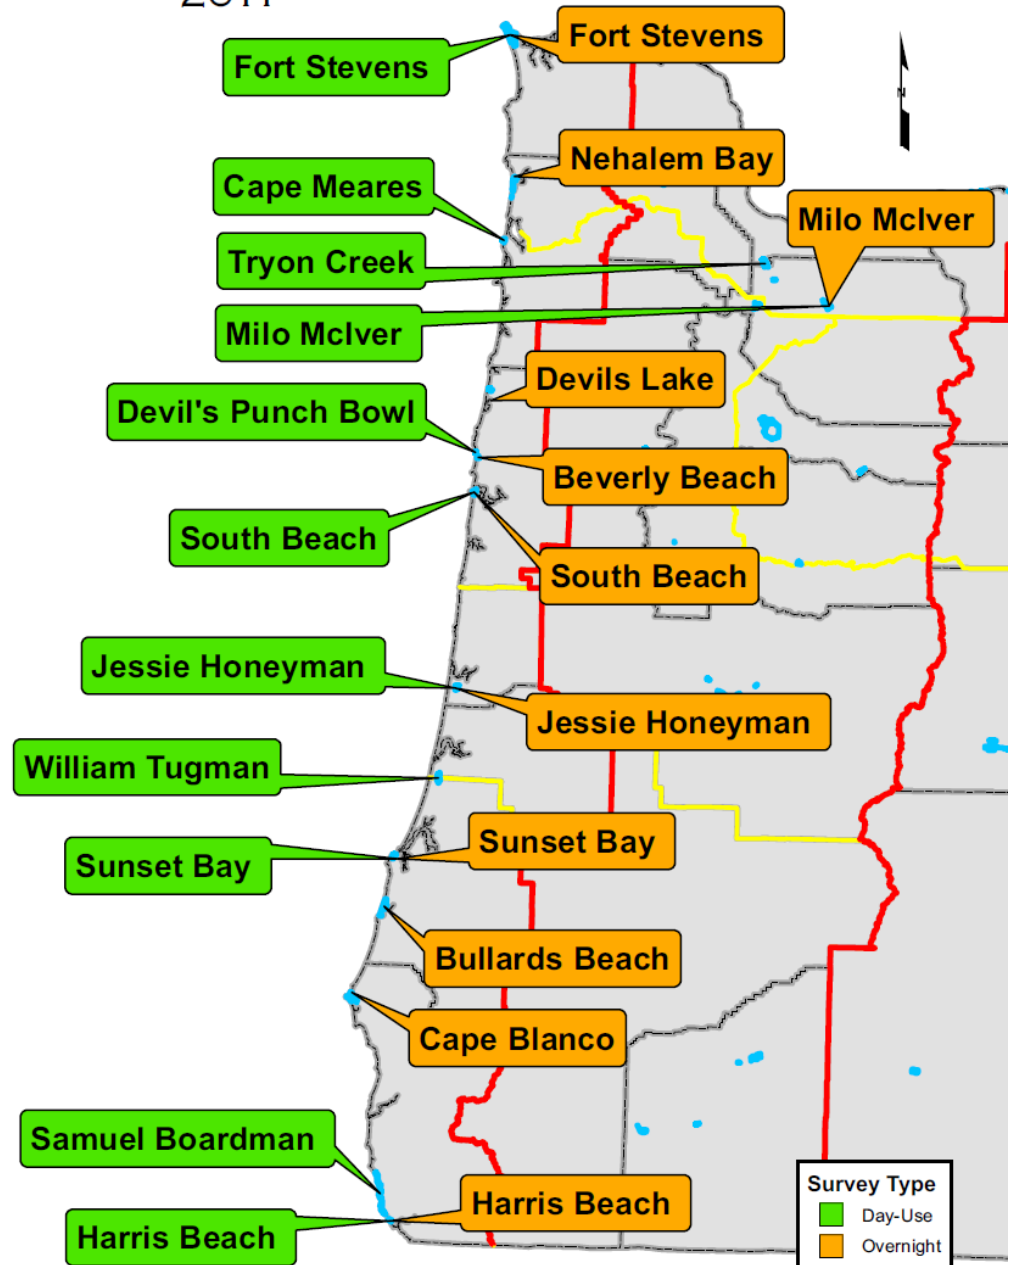 2011
Fort Stevens
Fort Stevens
Nehalem Bay
Cape Meares
Milo McIver
Tryon Creek
Milo McIver
Devils Lake
Devil's Punch Bowl
Beverly Beach
South Beach
South Beach
Jessie Honeyman
Jessie Honeyman
William Tugman
Sunset Bay
Sunset Bay
Bullards Beach
Cape Blanco
Samuel Boardman
Harris Beach
Harris Beach
N
Survey Type
Day-Use
Overnight